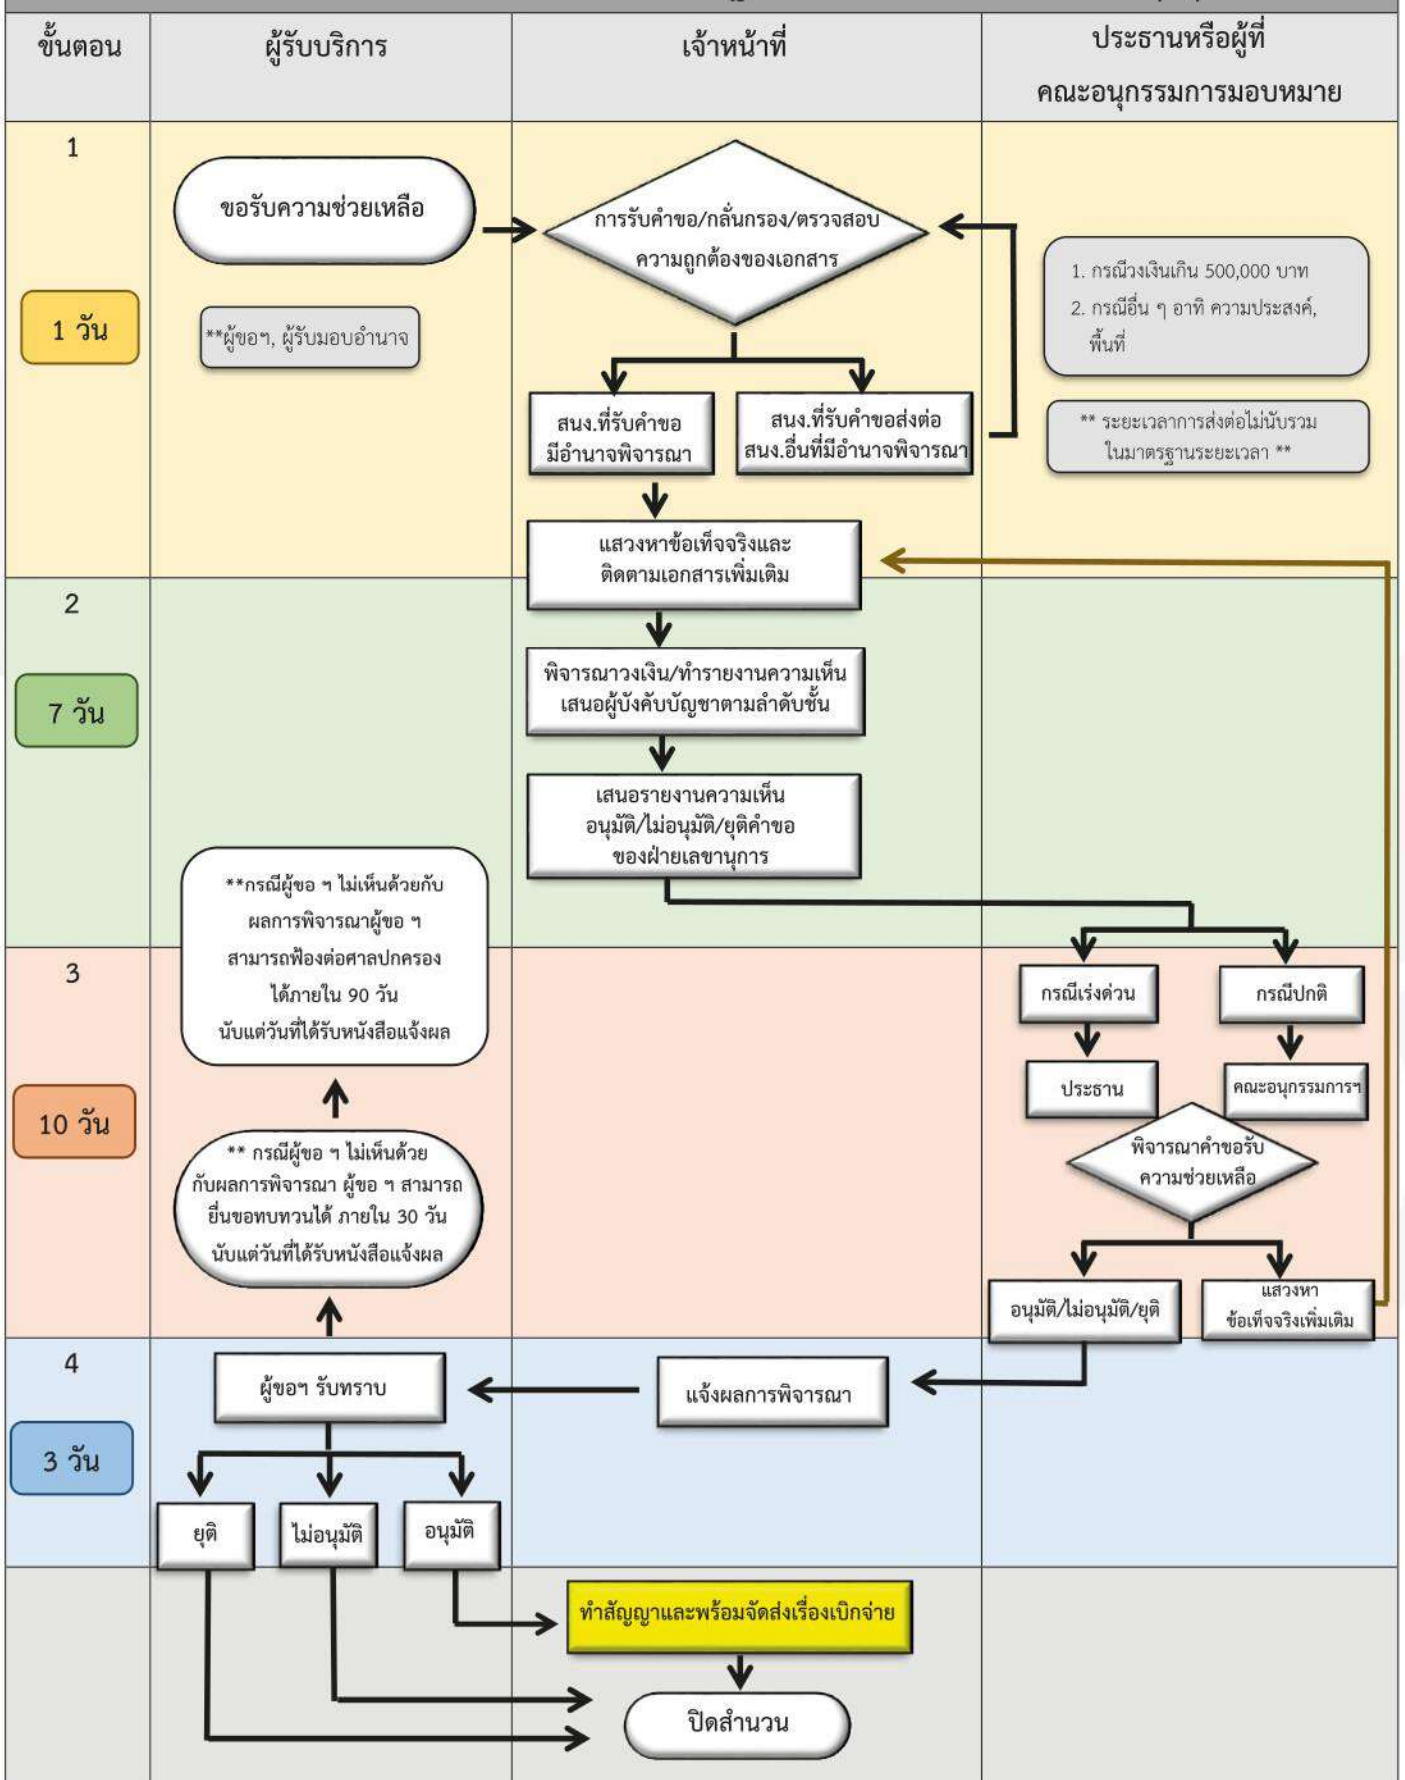 ขั้นตอน
ผู้รับบริการ
เจ้าหน้าที่
ประธานหรือผู้ที่
คณะอนุกรรมการมอบหมาย
1
1 วัน
ขอรับความช่วยเหลือ
**ผู้ขอฯ, ผู้รับมอบอำนาจ
การรับคำขอ/กลั่นกรอง/ตรวจสอบ
ความถูกต้องของเอกสาร
1. กรณีวงเงินเกิน 500,000 บาท
2. กรณีอื่น ๆ อาทิ ความประสงค์,
พื้นที่
สนง.ที่รับคำขอ
มีอำนาจพิจารณา
สนง.ที่รับคำขอส่งต่อ
สนง.อื่นที่มีอำนาจพิจารณา
** ระยะเวลาการส่งต่อไม่นับรวม
ในมาตรฐานระยะเวลา **
แสวงหาข้อเท็จจริงและ
ติดตามเอกสารเพิ่มเติม
2
7 วัน
พิจารณาวงเงิน/ทำรายงานความเห็น
เสนอผู้บังคับบัญชาตามลำดับชั้น
เสนอรายงานความเห็น
อนุมัติ/ไม่อนุมัติ/ยุติคำขอ
ของฝ่ายเลขานุการ
**กรณีผู้ขอ ฯ ไม่เห็นด้วยกับ
ผลการพิจารณาผู้ขอ ฯ
สามารถฟ้องต่อศาลปกครอง
ได้ภายใน 90 วัน
นับแต่วันที่ได้รับหนังสือแจ้งผล
3
10 วัน
กรณีเร่งด่วน
กรณีปกติ
ประธาน
คณะอนุกรรมการฯ
พิจารณาคำขอรับ
ความช่วยเหลือ
** กรณีผู้ขอ ฯ ไม่เห็นด้วย
กับผลการพิจารณา ผู้ขอ ฯ สามารถ
ยื่นขอทบทวนได้ ภายใน 30 วัน
นับแต่วันที่ได้รับหนังสือแจ้งผล
อนุมัติ/ไม่อนุมัติ/ยุติ
แสวงหา
ข้อเท็จจริงเพิ่มเติม
4
3 วัน
ผู้ขอฯ รับทราบ
แจ้งผลการพิจารณา
ยุติ
ไม่อนุมัติ
อนุมัติ
ทำสัญญาและพร้อมจัดส่งเรื่องเบิกจ่าย
ปิดสำนวน